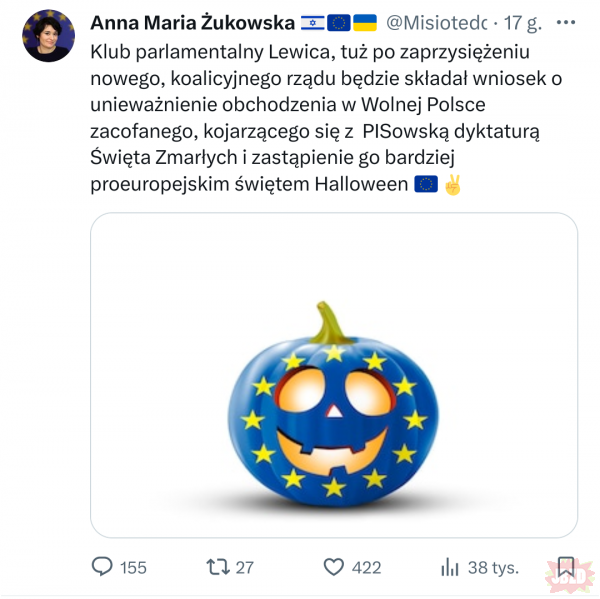 Anna Maria Żukowska 🇮🇱🇪🇺🇺🇦 @Misiotedc · 17 g. ···
Klub parlamentalny Lewica, tuż po zaprzysiężeniu
nowego, koalicyjnego rządu będzie składał wniosek o
unieważnienie obchodzenia w Wolnej Polsce
zacofanego, kojarzącego się z PISowską dyktaturą
Święta Zmarłych i zastąpienie go bardziej
proeuropejskim świętem Halloween 🇪🇺✌️
155 27 422 38 tys.